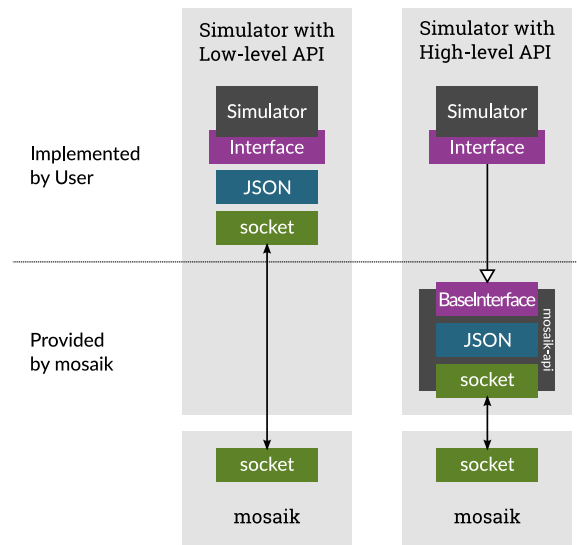 Simulator with
Low-level API
Simulator with
High-level API
Implemented
by User
Simulator
Interface
JSON
socket
Simulator
Interface
Provided
by mosaik
BaseInterface
JSON
socket
mosaik-api
socket
mosaik
socket
mosaik